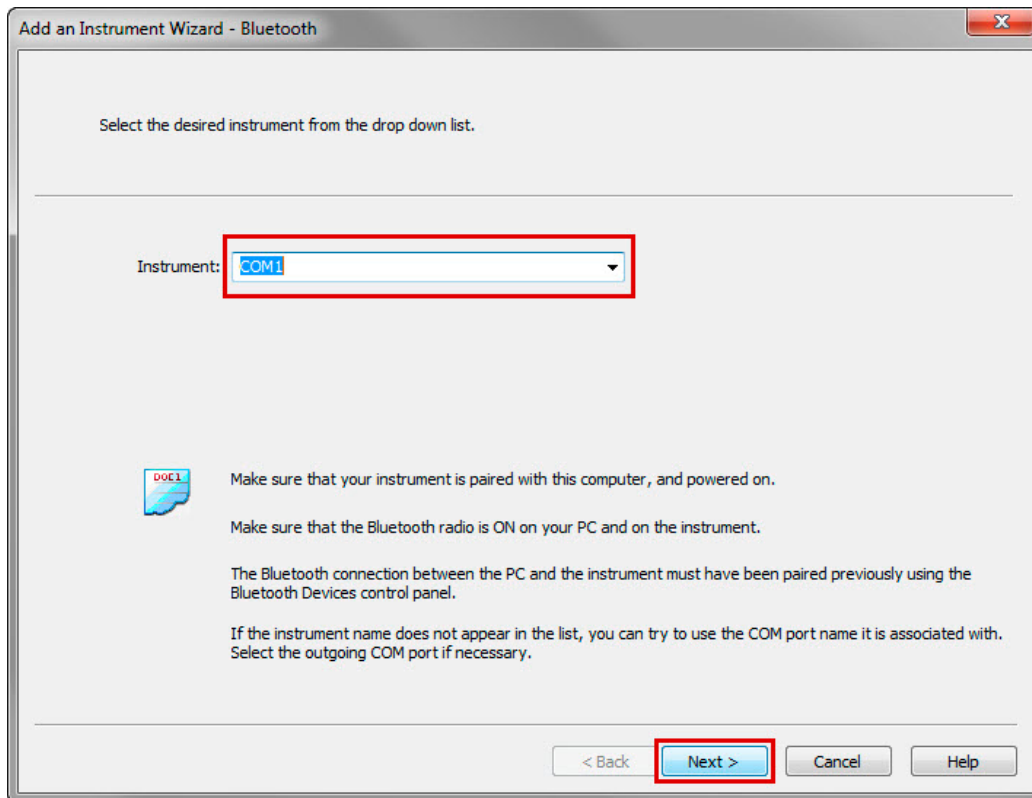 Add an Instrument Wizard - Bluetooth
Select the desired instrument from the drop down list.
Instrument: COM1
DOE1
Make sure that your instrument is paired with this computer, and powered on.
Make sure that the Bluetooth radio is ON on your PC and on the instrument.
The Bluetooth connection between the PC and the instrument must have been paired previously using the
Bluetooth Devices control panel.
If the instrument name does not appear in the list, you can try to use the COM port name it is associated with.
Select the outgoing COM port if necessary.
< Back Next > Cancel Help